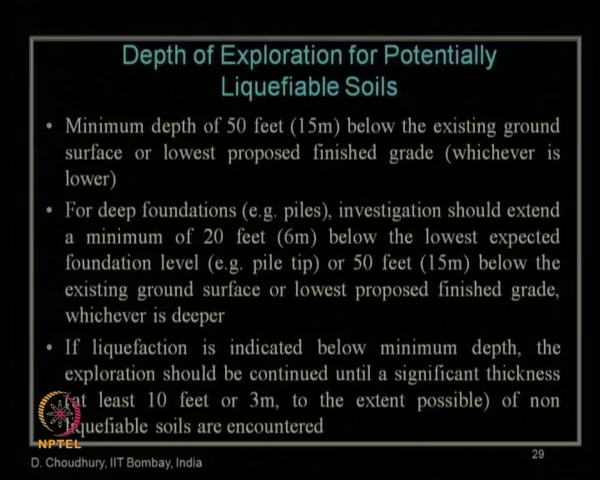 Depth of Exploration for Potentially
Liquefiable Soils
• Minimum depth of 50 feet (15m) below the existing ground
surface or lowest proposed finished grade (whichever is
lower)
• For deep foundations (e.g. piles), investigation should extend
a minimum of 20 feet (6m) below the lowest expected
foundation level (e.g. pile tip) or 50 feet (15m) below the
existing ground surface or lowest proposed finished grade,
whichever is deeper
• If liquefaction is indicated below minimum depth, the
exploration should be continued until a significant thickness
(at least 10 feet or 3m, to the extent possible) of non
liquefiable soils are encountered
NPTEL
D. Choudhury, IIT Bombay, India
29